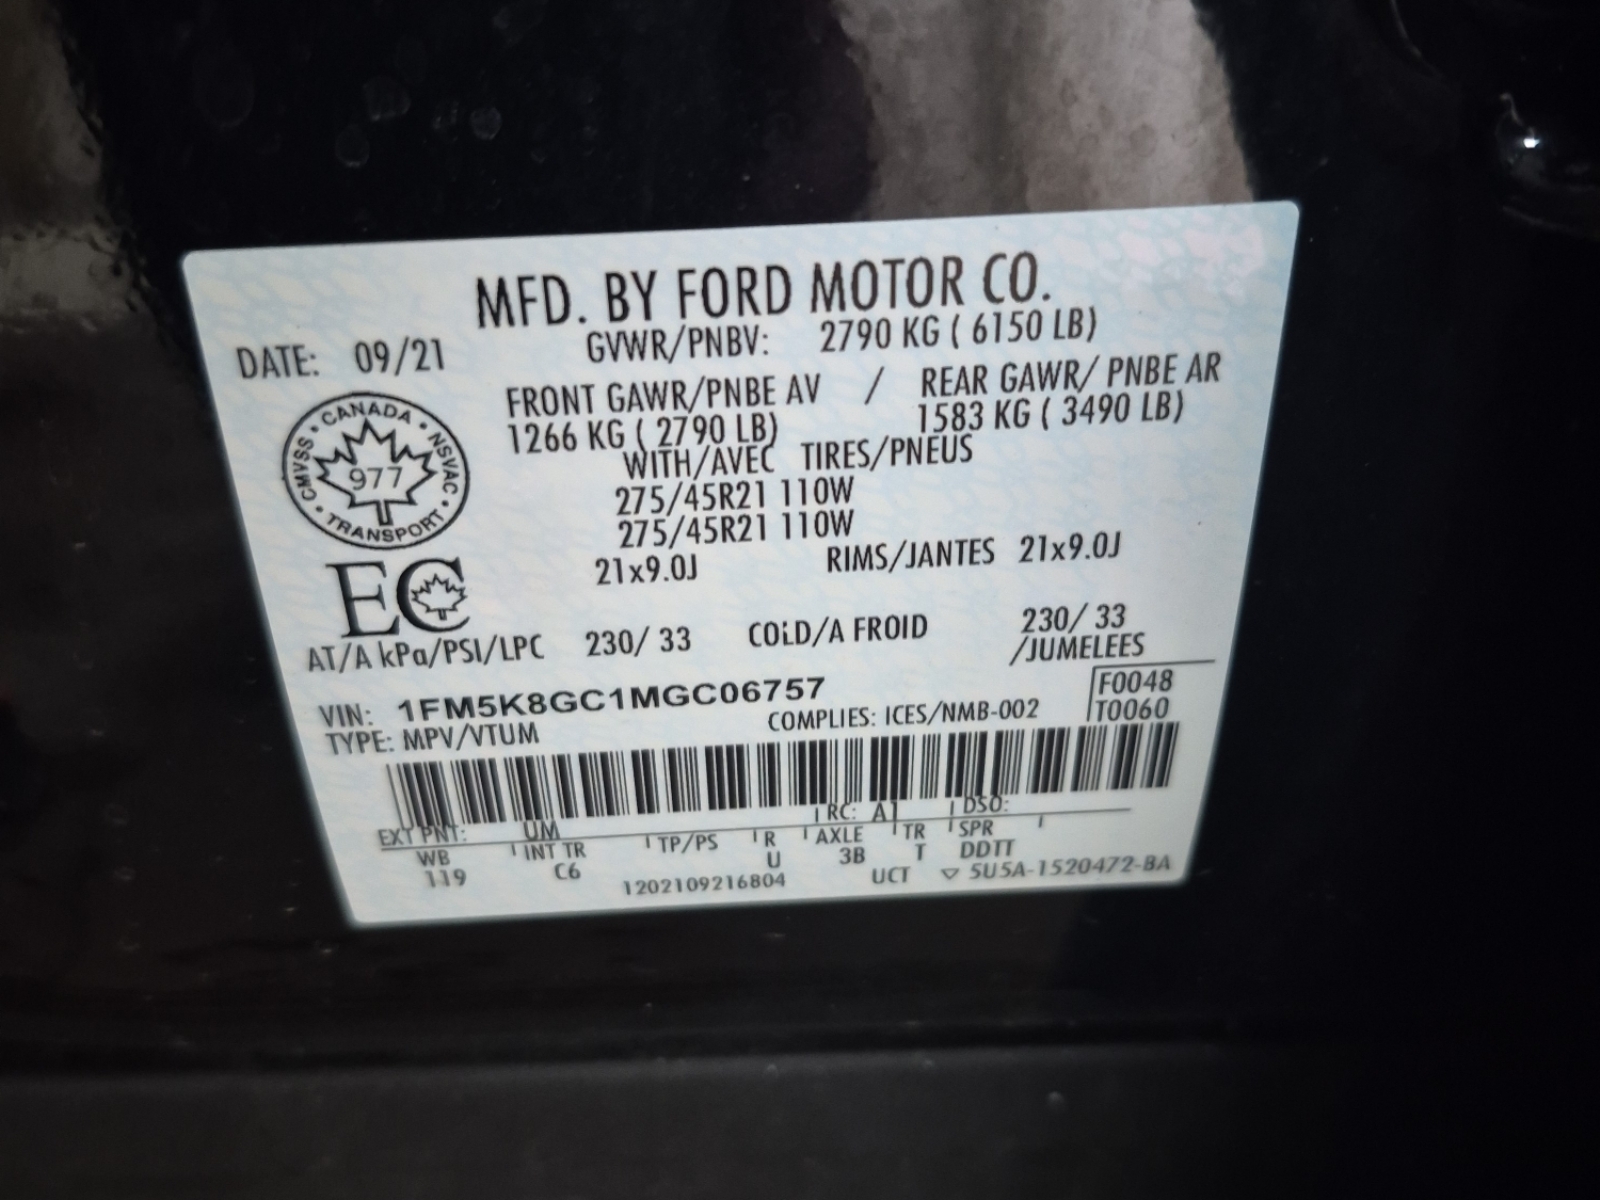 MFD. BY FORD MOTOR CO.
DATE: 09/21
GVWR/PNBV: 2790 KG ( 6150 LB)
FRONT GAWR/PNBE AV / REAR GAWR/ PNBE AR
1266 KG ( 2790 LB) 1583 KG ( 3490 LB)
WITH/AVEC TIRES/PNEUS
275/45R21 110W
275/45R21 110W
21x9.0J RIMS/JANTES 21x9.0J
CMVSS • CANADA • NSVAC • TRANSPORT •
977
EC
AT/A kPa/PSI/LPC 230/ 33 COLD/A FROID 230/ 33
/JUMELEES
VIN: 1FM5K8GC1MGC06757
F0048
TYPE: MPV/VTUM COMPLIES: ICES/NMB-002
T0060
EXT PNT: UM RC: A1 DSO:
WB INT TR TP/PS R AXLE TR SPR
119 C6 U 3B T DDTT
1202109216804 UCT ▽ 5U5A-1520472-BA